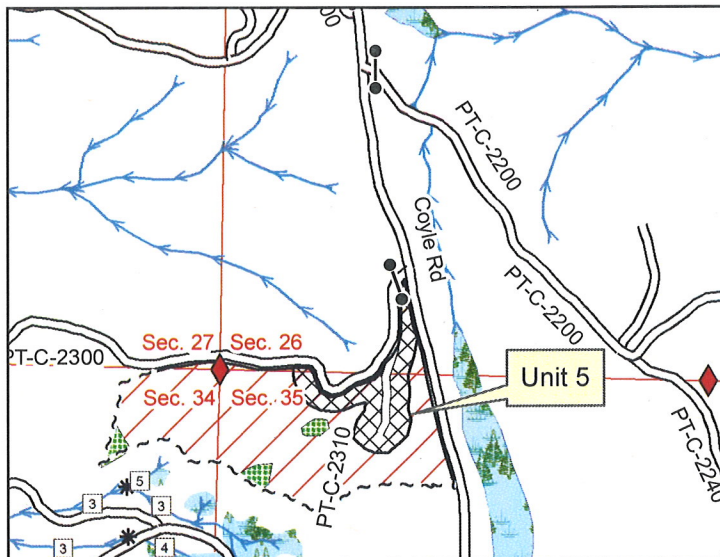 00
PT-C-2200
Coyle Rd
PT-C-2200
Sec. 27
Sec. 26
PT-C-2300
Sec. 34
Sec. 35
Unit 5
PT-C-2310
PT-C-2240
5
3
3
3
4